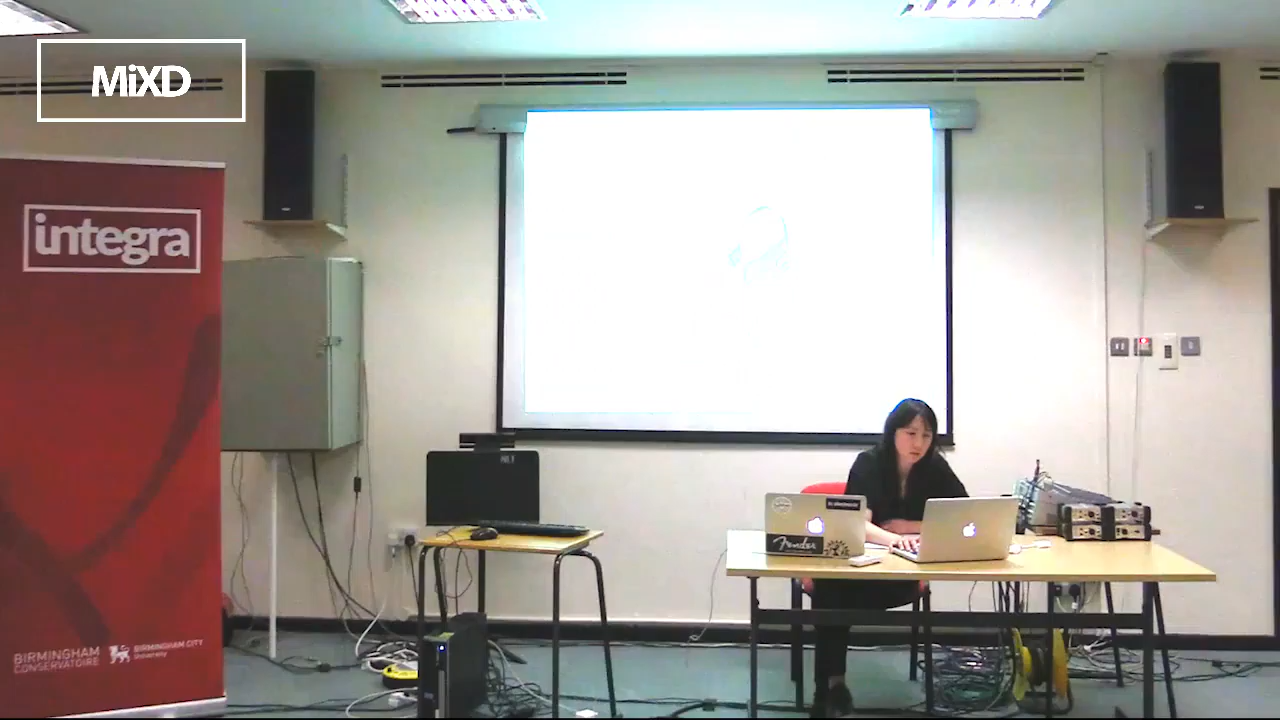 MiXD
integra
BIRMINGHAM
CONSERVATOIRE
BIRMINGHAM CITY
University
Fender